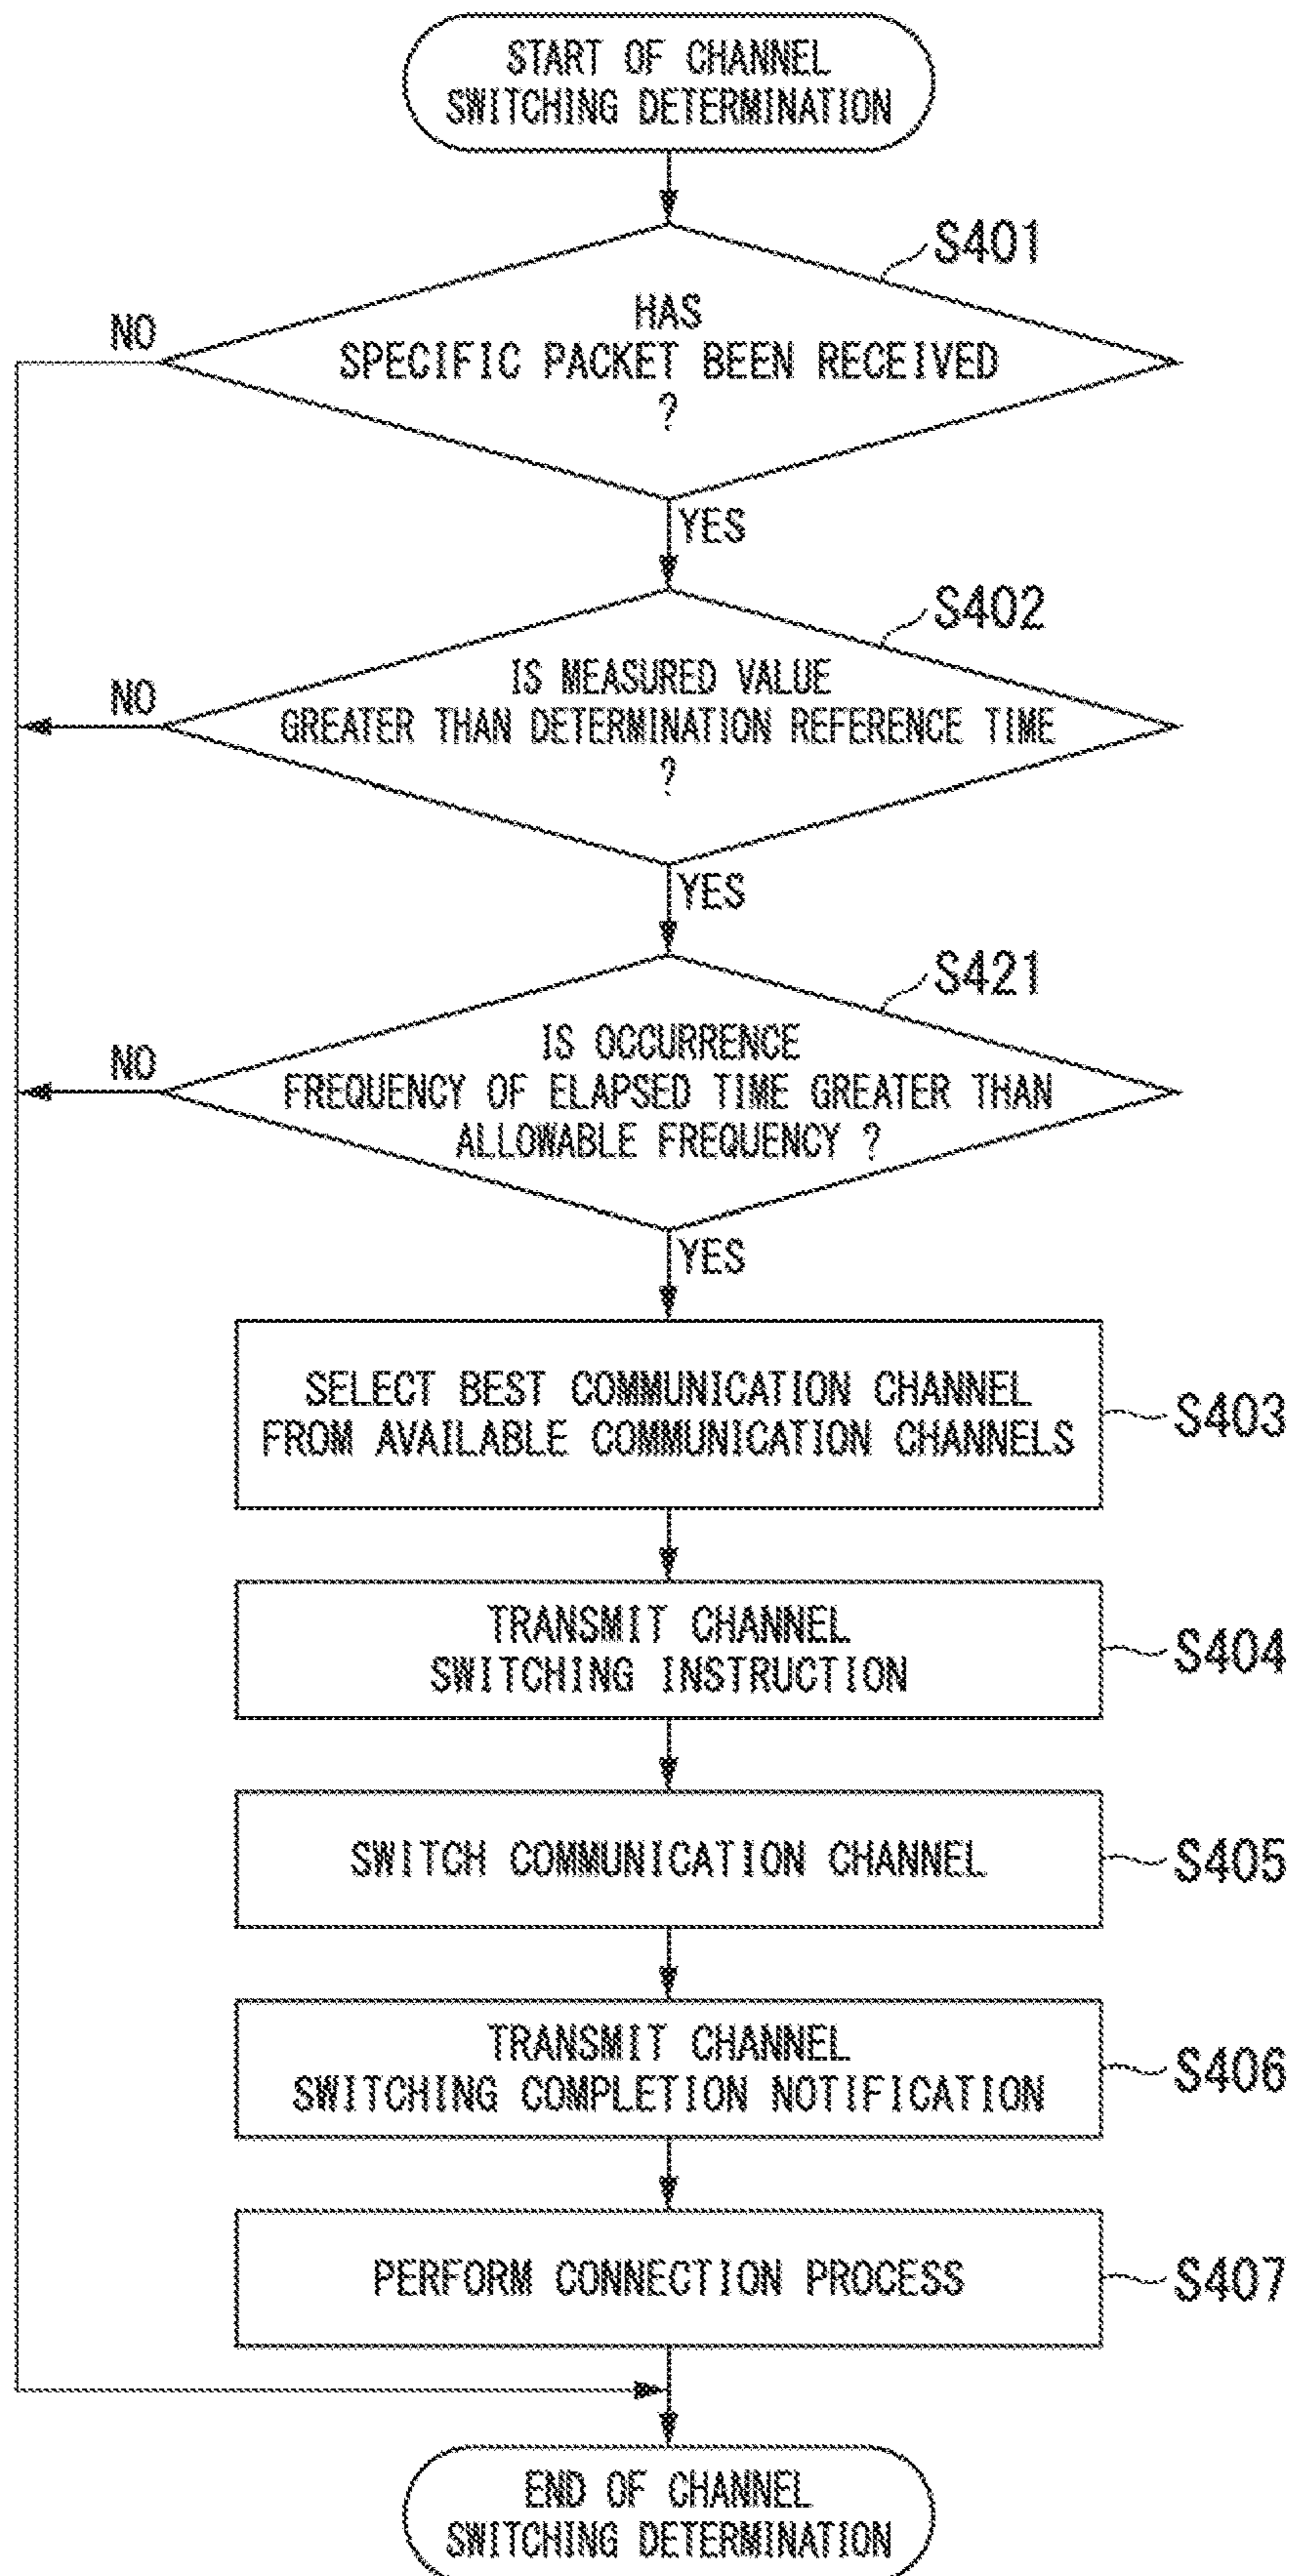 START OF CHANNEL
SWITCHING DETERMINATION
S401
HAS
SPECIFIC PACKET BEEN RECEIVED
?
NO
YES
S402
IS MEASURED VALUE
GREATER THAN DETERMINATION REFERENCE TIME
?
NO
YES
S421
IS OCCURRENCE
FREQUENCY OF ELAPSED TIME GREATER THAN
ALLOWABLE FREQUENCY ?
NO
YES
SELECT BEST COMMUNICATION CHANNEL
FROM AVAILABLE COMMUNICATION CHANNELS
S403
TRANSMIT CHANNEL
SWITCHING INSTRUCTION
S404
SWITCH COMMUNICATION CHANNEL
S405
TRANSMIT CHANNEL
SWITCHING COMPLETION NOTIFICATION
S406
PERFORM CONNECTION PROCESS
S407
END OF CHANNEL
SWITCHING DETERMINATION